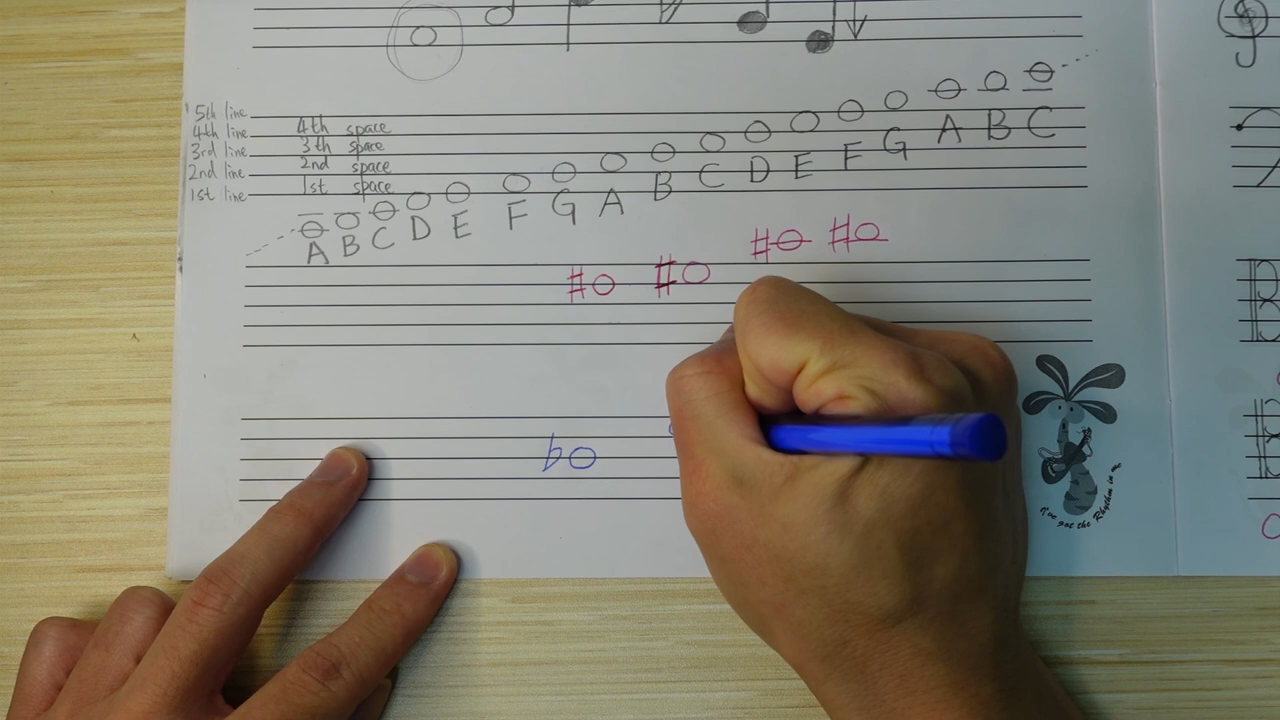 5th line
4th line
3rd line
2nd line
1st line
4th space
3th space
2nd space
1st space
A B C D E F G A B C D E F G A B C
#
#
#
#
b
I've got the Rhythm in me